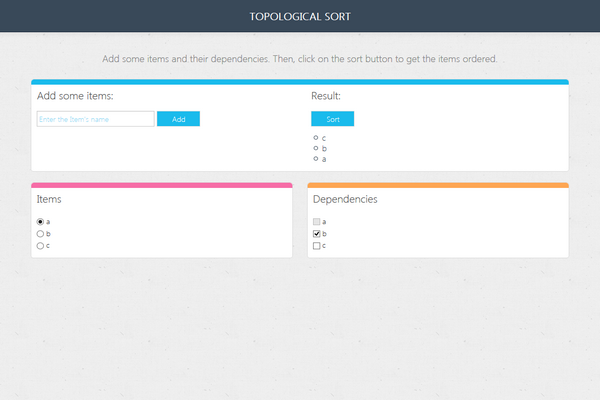 TOPOLOGICAL SORT
Add some items and their dependencies. Then, click on the sort button to get the items ordered.
Add some items:
Enter the Item's name
Add
Result:
Sort
c
b
a
Items
a
b
c
Dependencies
a
b
c